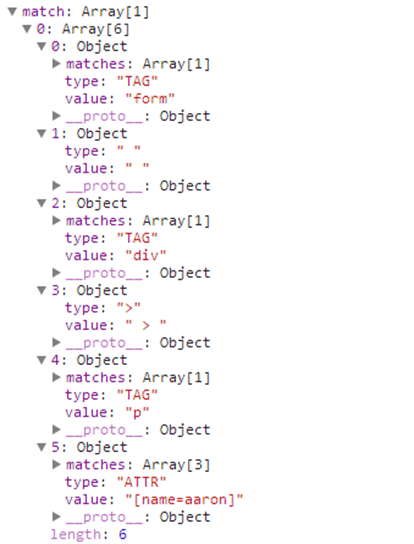 ▼ match: Array[1]
▼ 0: Array[6]
▼ 0: Object
▶ matches: Array[1]
type: "TAG"
value: "form"
▶ __proto__: Object
▼ 1: Object
type: " "
value: " "
▶ __proto__: Object
▼ 2: Object
▶ matches: Array[1]
type: "TAG"
value: "div"
▶ __proto__: Object
▼ 3: Object
type: ">"
value: " > "
▶ __proto__: Object
▼ 4: Object
▶ matches: Array[1]
type: "TAG"
value: "p"
▶ __proto__: Object
▼ 5: Object
▶ matches: Array[3]
type: "ATTR"
value: "[name=aaron]"
▶ __proto__: Object
length: 6